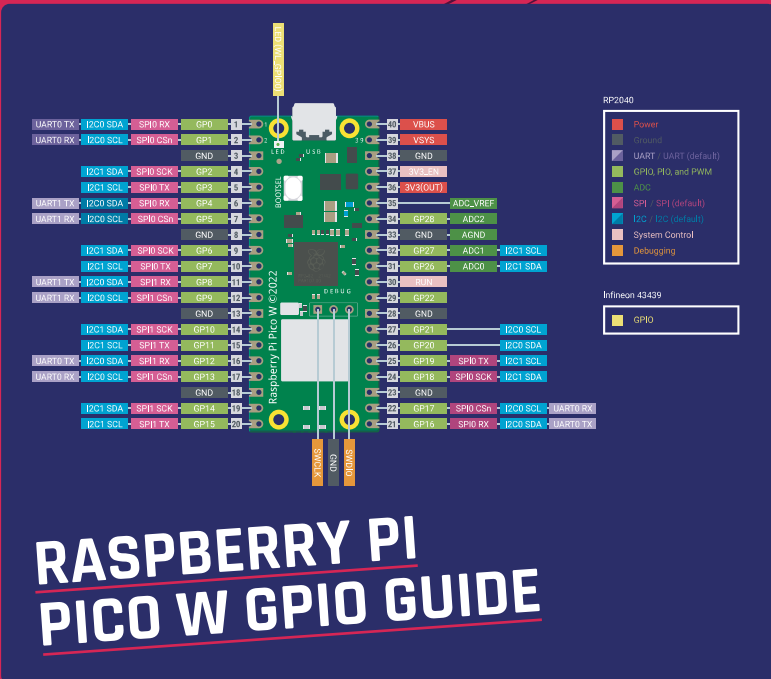 LED (WL_GPIO0)
RP2040
Power
Ground
UART / UART (default)
GPIO, PIO, and PWM
ADC
SPI / SPI (default)
I2C / I2C (default)
System Control
Debugging
Infineon 43439
GPIO
UART0 TX I2C0 SDA SPI0 RX GP0 1
UART0 RX I2C0 SCL SPI0 CSn GP1 2
GND 3
I2C1 SDA SPI0 SCK GP2 4
I2C1 SCL SPI0 TX GP3 5
UART1 TX I2C0 SDA SPI0 RX GP4 6
UART1 RX I2C0 SCL SPI0 CSn GP5 7
GND 8
I2C1 SDA SPI0 SCK GP6 9
I2C1 SCL SPI0 TX GP7 10
UART1 TX I2C0 SDA SPI1 RX GP8 11
UART1 RX I2C0 SCL SPI1 CSn GP9 12
GND 13
I2C1 SDA SPI1 SCK GP10 14
I2C1 SCL SPI1 TX GP11 15
UART0 TX I2C0 SDA SPI1 RX GP12 16
UART0 RX I2C0 SCL SPI1 CSn GP13 17
GND 18
I2C1 SDA SPI1 SCK GP14 19
I2C1 SCL SPI1 TX GP15 20
1
2
39
LED USB
BOOTSEL
DEBUG
Raspberry Pi Pico W ©2022
40 VBUS
39 VSYS
38 GND
37 3V3_EN
36 3V3(OUT)
35 ADC_VREF
34 GP28 ADC2
33 GND AGND
32 GP27 ADC1 I2C1 SCL
31 GP26 ADC0 I2C1 SDA
30 RUN
29 GP22
28 GND
27 GP21 I2C0 SCL
26 GP20 I2C0 SDA
25 GP19 SPI0 TX I2C1 SCL
24 GP18 SPI0 SCK I2C1 SDA
23 GND
22 GP17 SPI0 CSn I2C0 SCL UART0 RX
21 GP16 SPI0 RX I2C0 SDA UART0 TX
SWCLK
GND
SWDIO
RASPBERRY PI
PICO W GPIO GUIDE